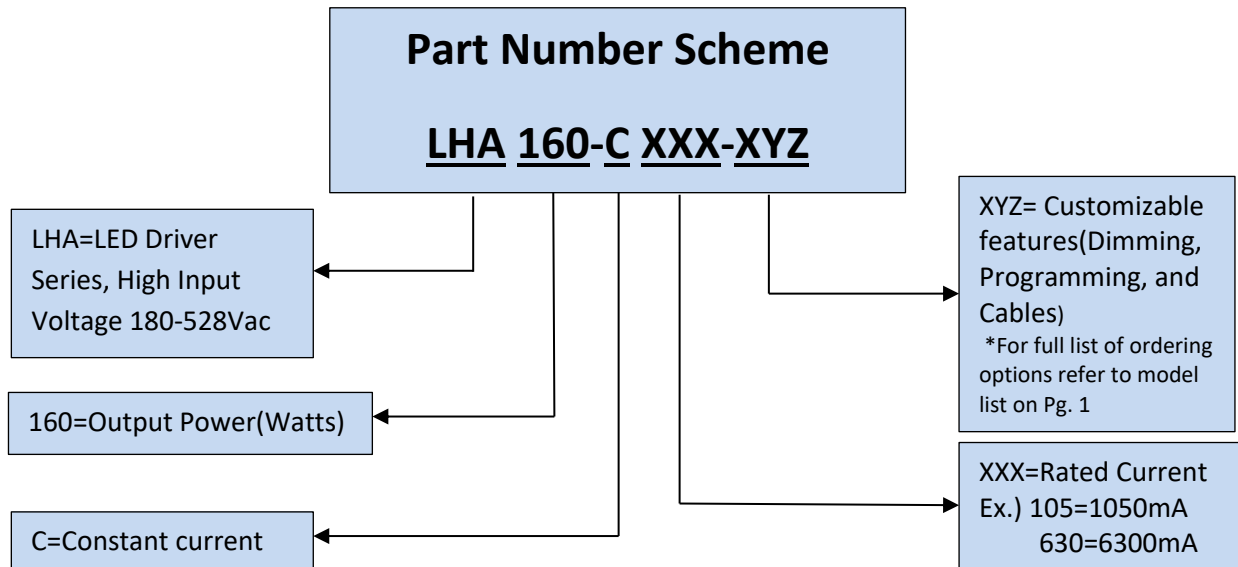 Part Number Scheme
LHA 160-C XXX-XYZ
LHA=LED Driver
Series, High Input
Voltage 180-528Vac
160=Output Power(Watts)
C=Constant current
XYZ= Customizable
features(Dimming,
Programming, and
Cables)
*For full list of ordering
options refer to model
list on Pg. 1
XXX=Rated Current
Ex.) 105=1050mA
630=6300mA